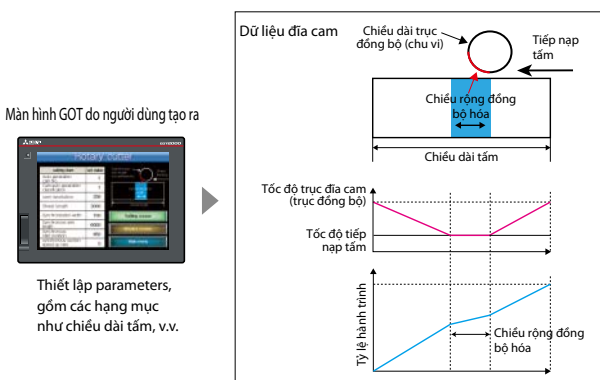 Màn hình GOT do người dùng tạo ra
Rotary cutter
Setting screen
Thiết lập parameters,
gồm các hạng mục
như chiều dài tấm, v.v.
Dữ liệu đĩa cam
Chiều dài trục
đồng bộ (chu vi)
Tiếp nạp
tấm
Chiều rộng đồng
bộ hóa
Chiều dài tấm
Tốc độ trục đĩa cam
(trục đồng bộ)
Tốc độ tiếp
nạp tấm
Tỷ lệ hành trình
Chiều rộng đồng
bộ hóa